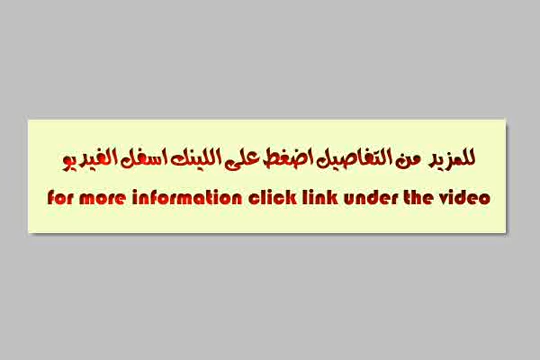 للمزيد من التفاصيل اضغط على اللينك اسفل الفيديو
for more information click link under the video